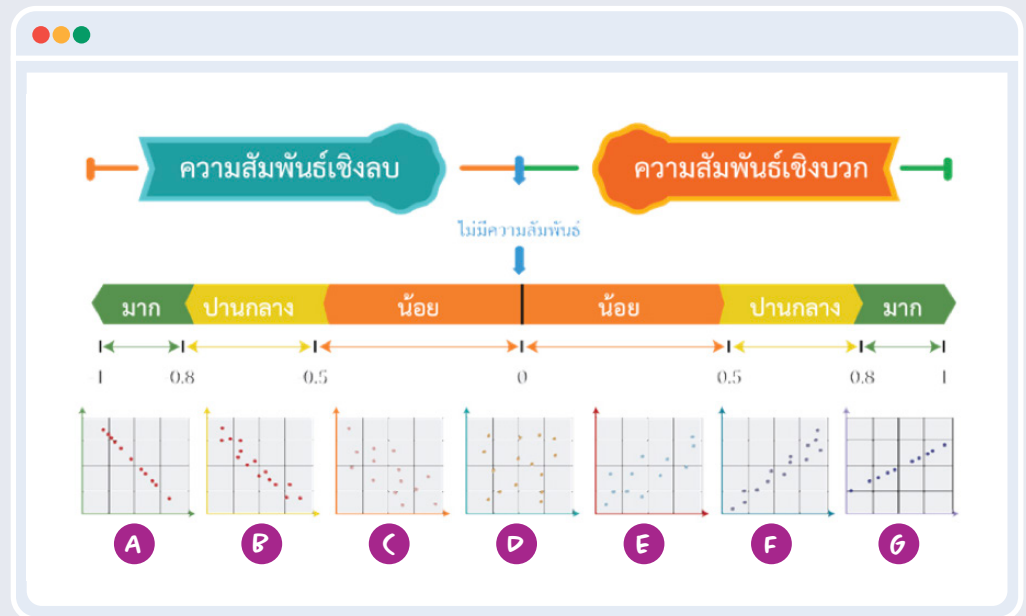 ความสัมพันธ์เชิงลบ
ความสัมพันธ์เชิงบวก
ไม่มีความสัมพันธ์
มาก ปานกลาง น้อย น้อย ปานกลาง มาก
-1 0.8 0.5 0 0.5 0.8 1
A B C D E F G